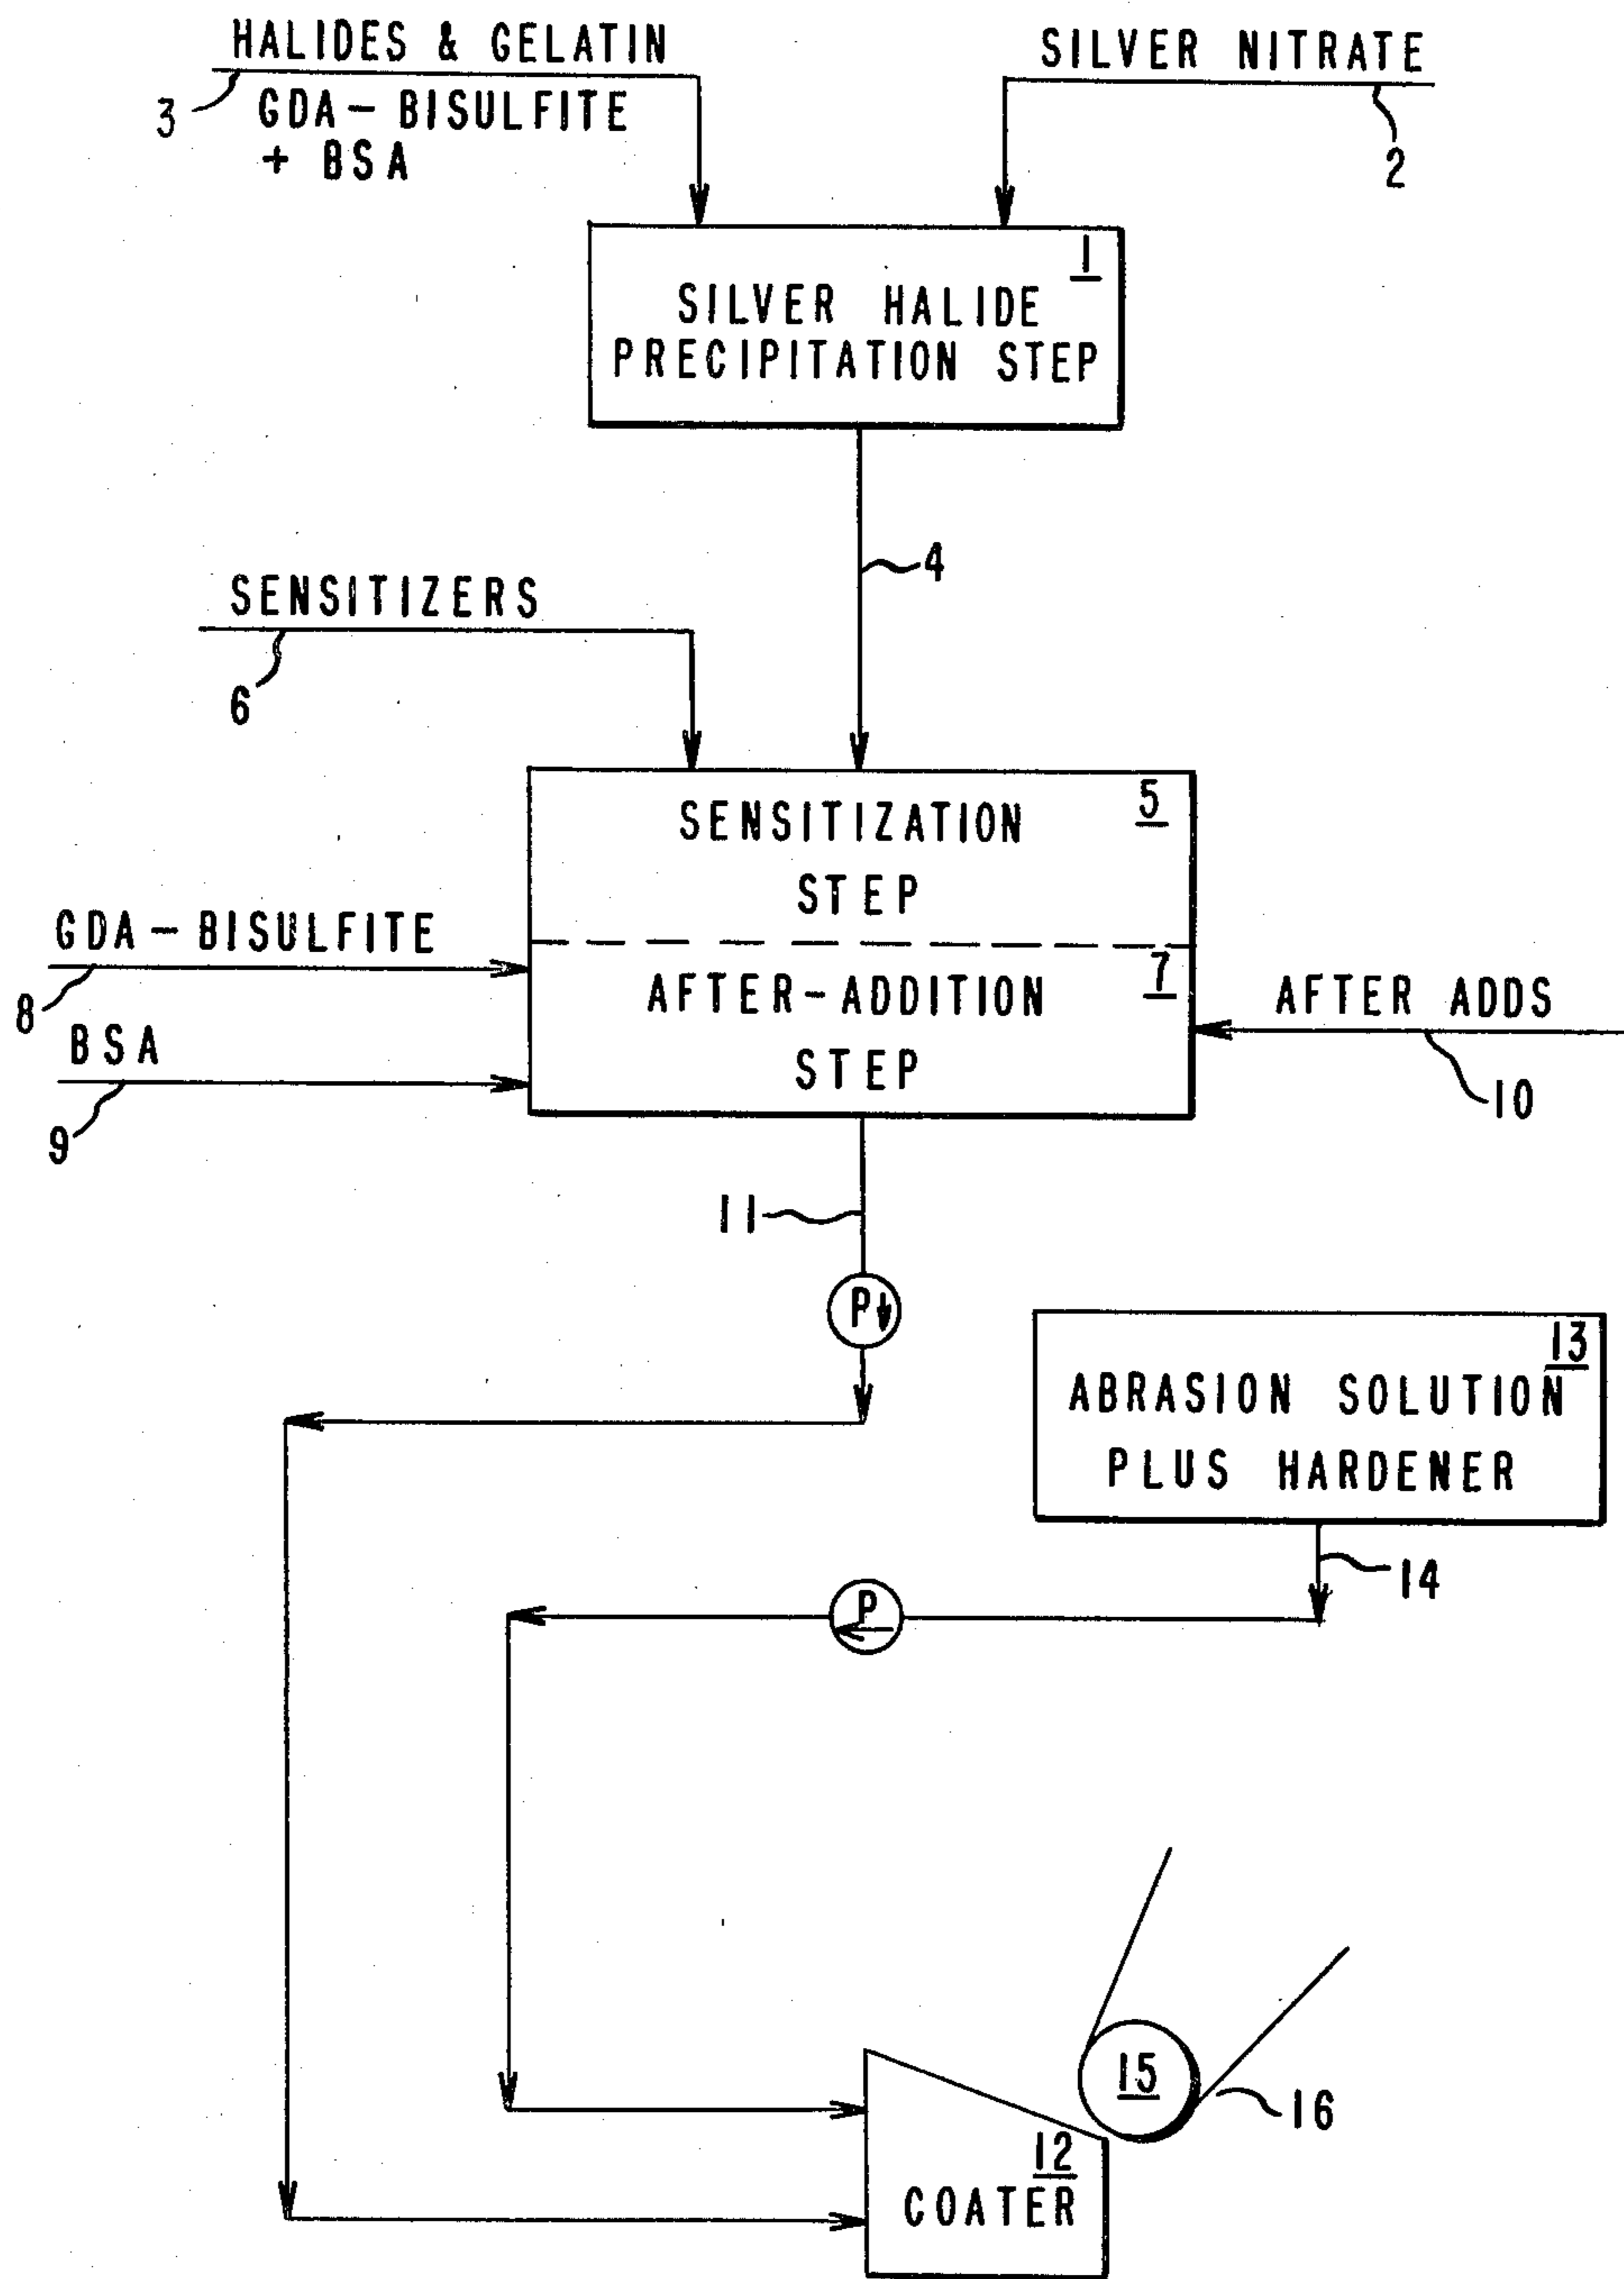 HALIDES & GELATIN
SILVER NITRATE
3
GDA-BISULFITE
+ BSA
2
1
SILVER HALIDE
PRECIPITATION STEP
4
SENSITIZERS
6
5
SENSITIZATION
STEP
GDA-BISULFITE
8
7
AFTER-ADDITION
STEP
AFTER ADDS
10
BSA
9
11
P
13
ABRASION SOLUTION
PLUS HARDENER
14
P
15
16
12
COATER